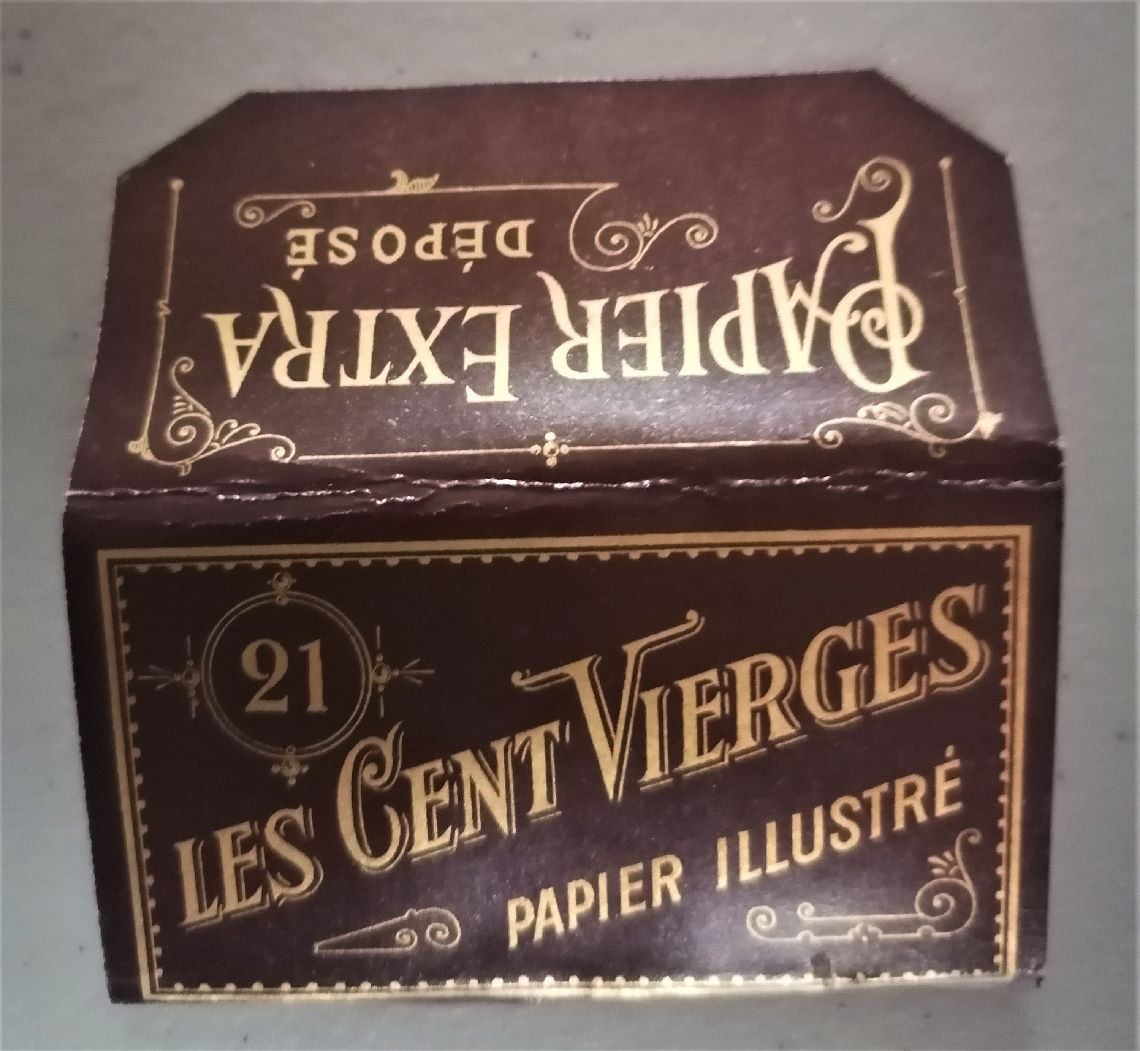 PAPIER EXTRA
DÉPOSÉ
21
LES CENT VIERGES
PAPIER ILLUSTRÉ